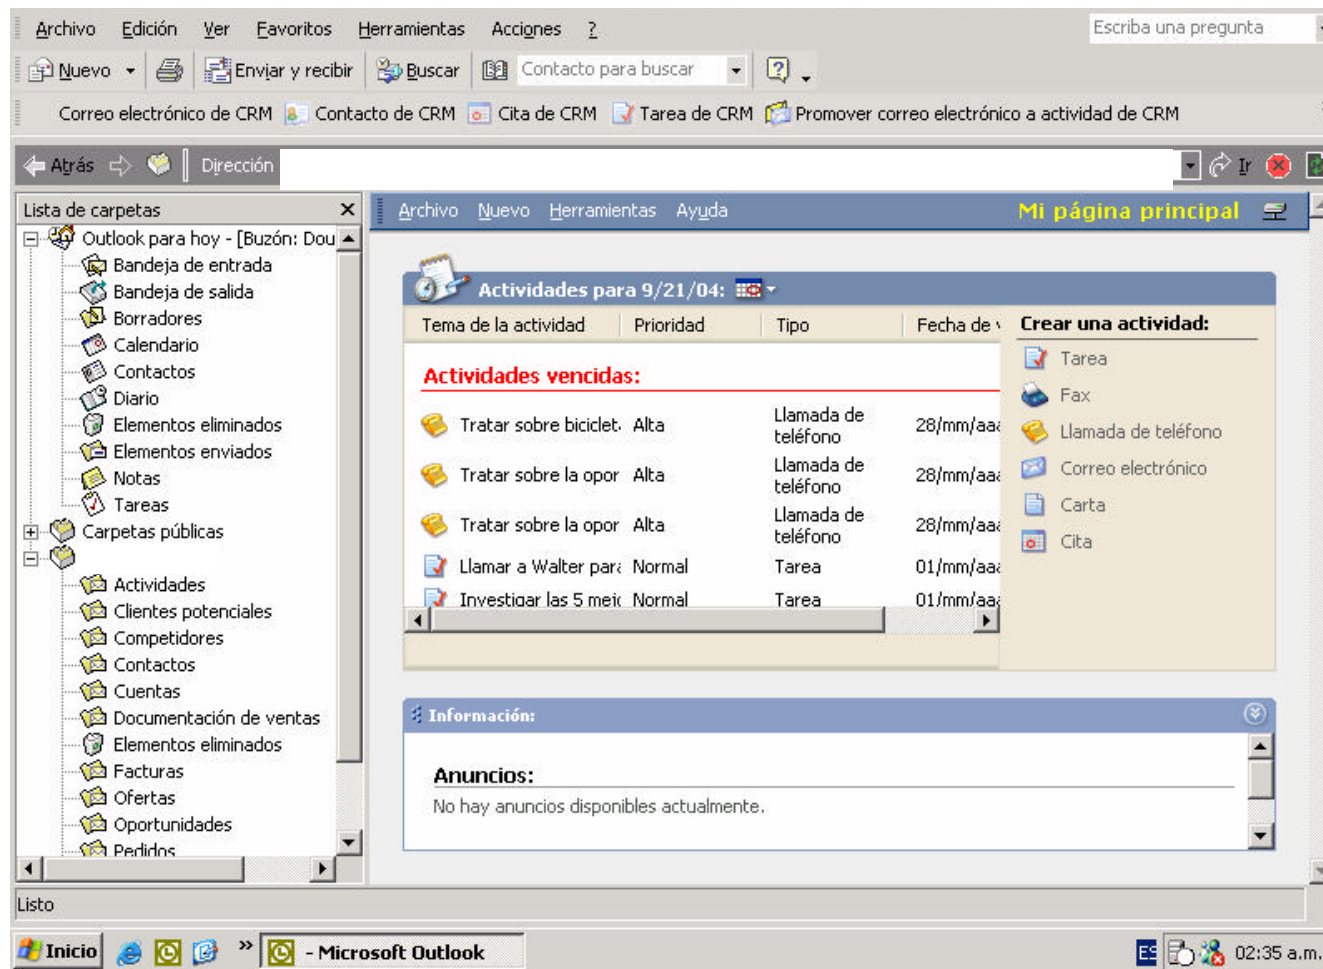 Archivo Edición Ver Favoritos Herramientas Acciones ? Escriba una pregunta
Nuevo Enviar y recibir Buscar Contacto para buscar
Correo electrónico de CRM Contacto de CRM Cita de CRM Tarea de CRM Promover correo electrónico a actividad de CRM
Atrás Dirección Ir
Lista de carpetas
Outlook para hoy - [Buzón: Dou
Bandeja de entrada
Bandeja de salida
Borradores
Calendario
Contactos
Diario
Elementos eliminados
Elementos enviados
Notas
Tareas
Carpetas públicas
Actividades
Clientes potenciales
Competidores
Contactos
Cuentas
Documentación de ventas
Elementos eliminados
Facturas
Ofertas
Oportunidades
Pedidos
Archivo Nuevo Herramientas Ayuda Mi página principal
Actividades para 9/21/04:
Tema de la actividad Prioridad Tipo Fecha de
Actividades vencidas:
Tratar sobre biciclet Alta Llamada de teléfono 28/mm/aaa
Tratar sobre la opor Alta Llamada de teléfono 28/mm/aaa
Tratar sobre la opor Alta Llamada de teléfono 28/mm/aaa
Llamar a Walter para Normal Tarea 01/mm/aaa
Investigar las 5 mejo Normal Tarea 01/mm/aaa
Crear una actividad:
Tarea
Fax
Llamada de teléfono
Correo electrónico
Carta
Cita
Información:
Anuncios:
No hay anuncios disponibles actualmente.
Listo
Inicio » - Microsoft Outlook ES 02:35 a.m.